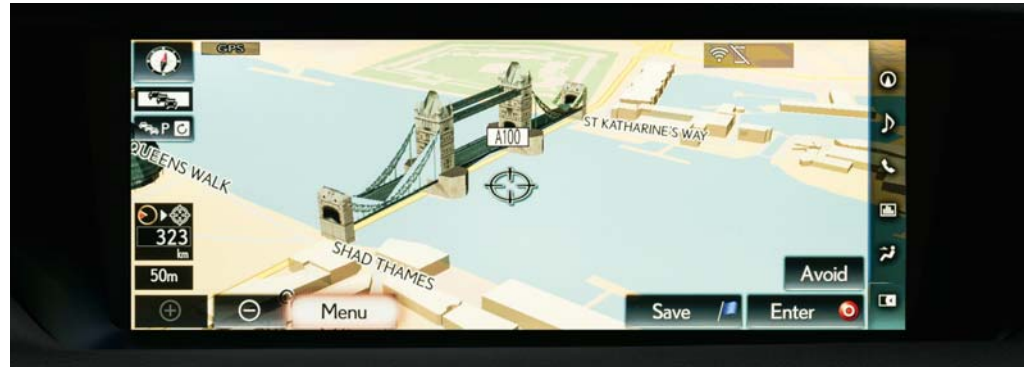 GPS
A100
ST KATHARINE'S WAY
P
QUEENS WALK
323
km
SHAD THAMES
50m
Avoid
Menu
Save
Enter